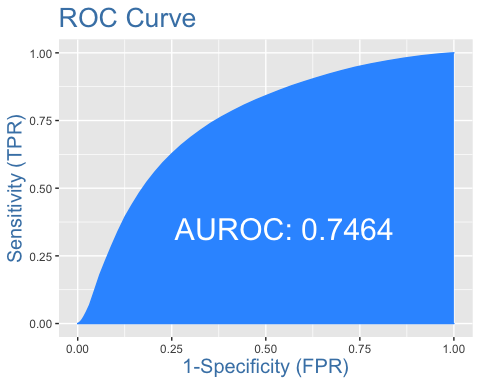 ROC Curve
1.00
0.75
0.50
0.25
0.00
Sensitivity (TPR)
AUROC: 0.7464
0.00 0.25 0.50 0.75 1.00
1-Specificity (FPR)